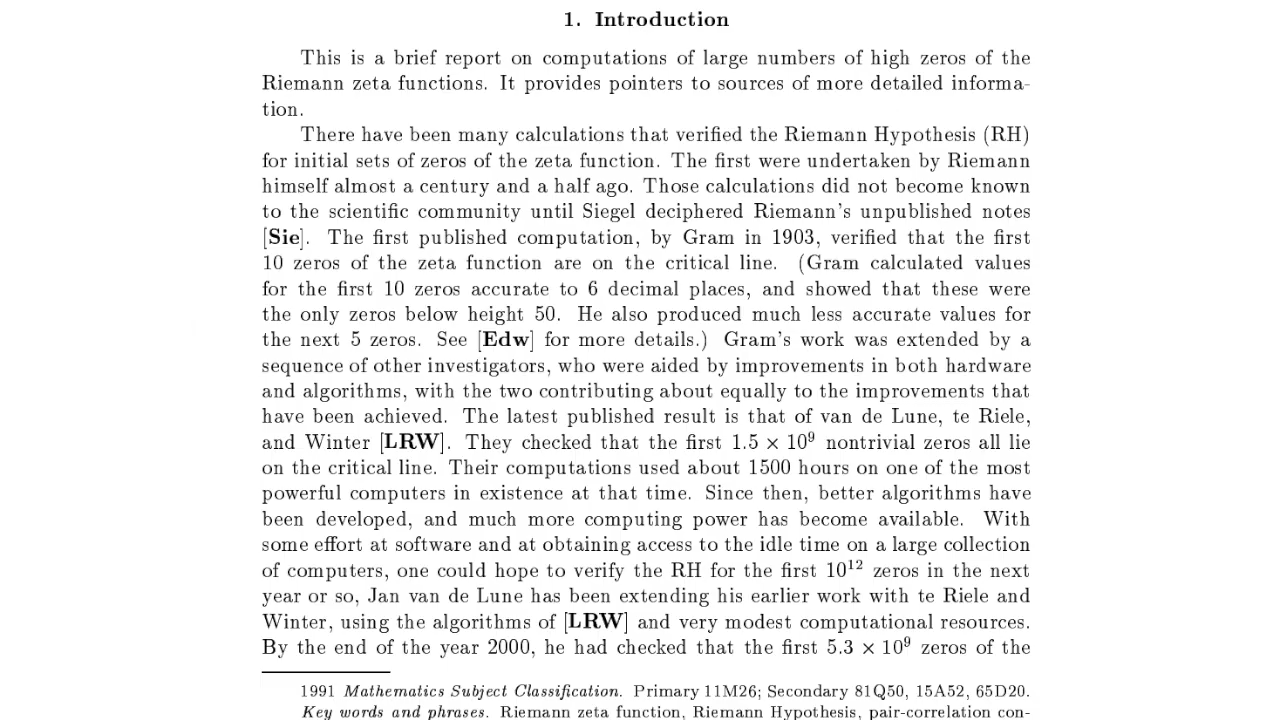 1. Introduction
This is a brief report on computations of large numbers of high zeros of the
Riemann zeta functions. It provides pointers to sources of more detailed informa-
tion.
There have been many calculations that verified the Riemann Hypothesis (RH)
for initial sets of zeros of the zeta function. The first were undertaken by Riemann
himself almost a century and a half ago. Those calculations did not become known
to the scientific community until Siegel deciphered Riemann's unpublished notes
[Sie]. The first published computation, by Gram in 1903, verified that the first
10 zeros of the zeta function are on the critical line. (Gram calculated values
for the first 10 zeros accurate to 6 decimal places, and showed that these were
the only zeros below height 50. He also produced much less accurate values for
the next 5 zeros. See [Edw] for more details.) Gram's work was extended by a
sequence of other investigators, who were aided by improvements in both hardware
and algorithms, with the two contributing about equally to the improvements that
have been achieved. The latest published result is that of van de Lune, te Riele,
and Winter [LRW]. They checked that the first 1.5 × 10⁹ nontrivial zeros all lie
on the critical line. Their computations used about 1500 hours on one of the most
powerful computers in existence at that time. Since then, better algorithms have
been developed, and much more computing power has become available. With
some effort at software and at obtaining access to the idle time on a large collection
of computers, one could hope to verify the RH for the first 10¹² zeros in the next
year or so, Jan van de Lune has been extending his earlier work with te Riele and
Winter, using the algorithms of [LRW] and very modest computational resources.
By the end of the year 2000, he had checked that the first 5.3 × 10⁹ zeros of the
1991 Mathematics Subject Classification. Primary 11M26; Secondary 81Q50, 15A52, 65D20.
Key words and phrases. Riemann zeta function, Riemann Hypothesis, pair-correlation con-